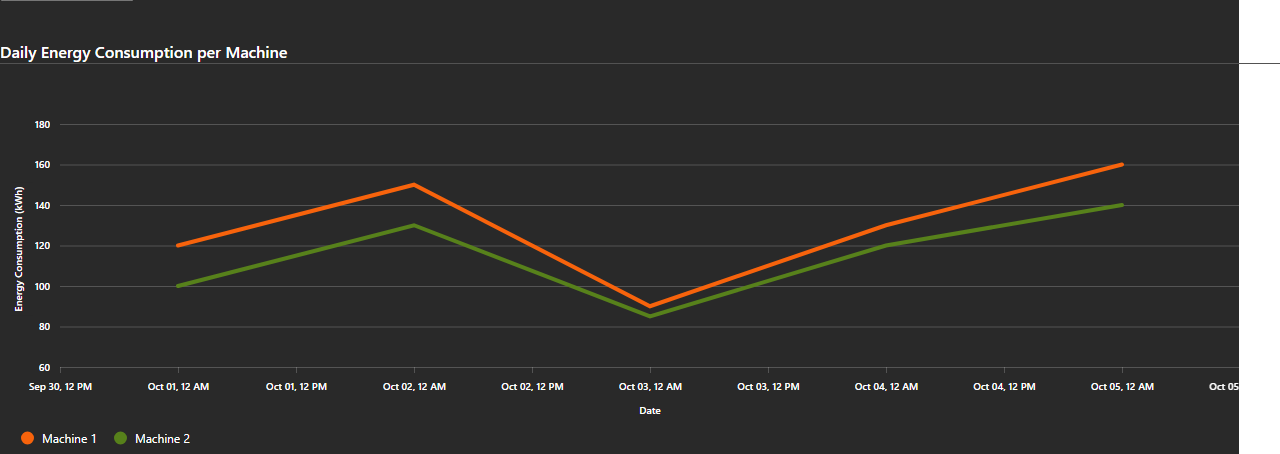 Daily Energy Consumption per Machine
180
160
140
120
100
80
60
Energy Consumption (kWh)
Sep 30, 12 PM Oct 01, 12 AM Oct 01, 12 PM Oct 02, 12 AM Oct 02, 12 PM Oct 03, 12 AM Oct 03, 12 PM Oct 04, 12 AM Oct 04, 12 PM Oct 05, 12 AM Oct 05
Date
Machine 1 Machine 2